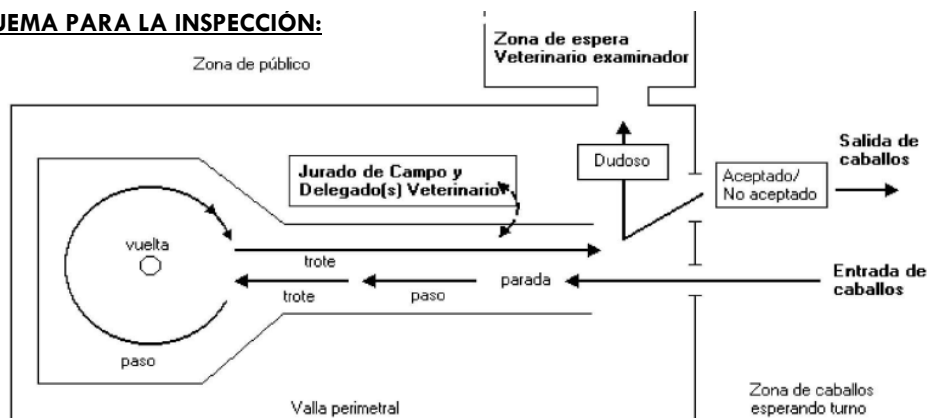 UEMA PARA LA INSPECCIÓN:
Zona de público
Zona de espera
Veterinario examinador
Jurado de Campo y
Delegado(s) Veterinario
Dudoso
Salida de
caballos
Aceptado/
No aceptado
vuelta
trote
trote
paso
parada
Entrada de
caballos
paso
Valla perimetral
Zona de caballos
esperando turno